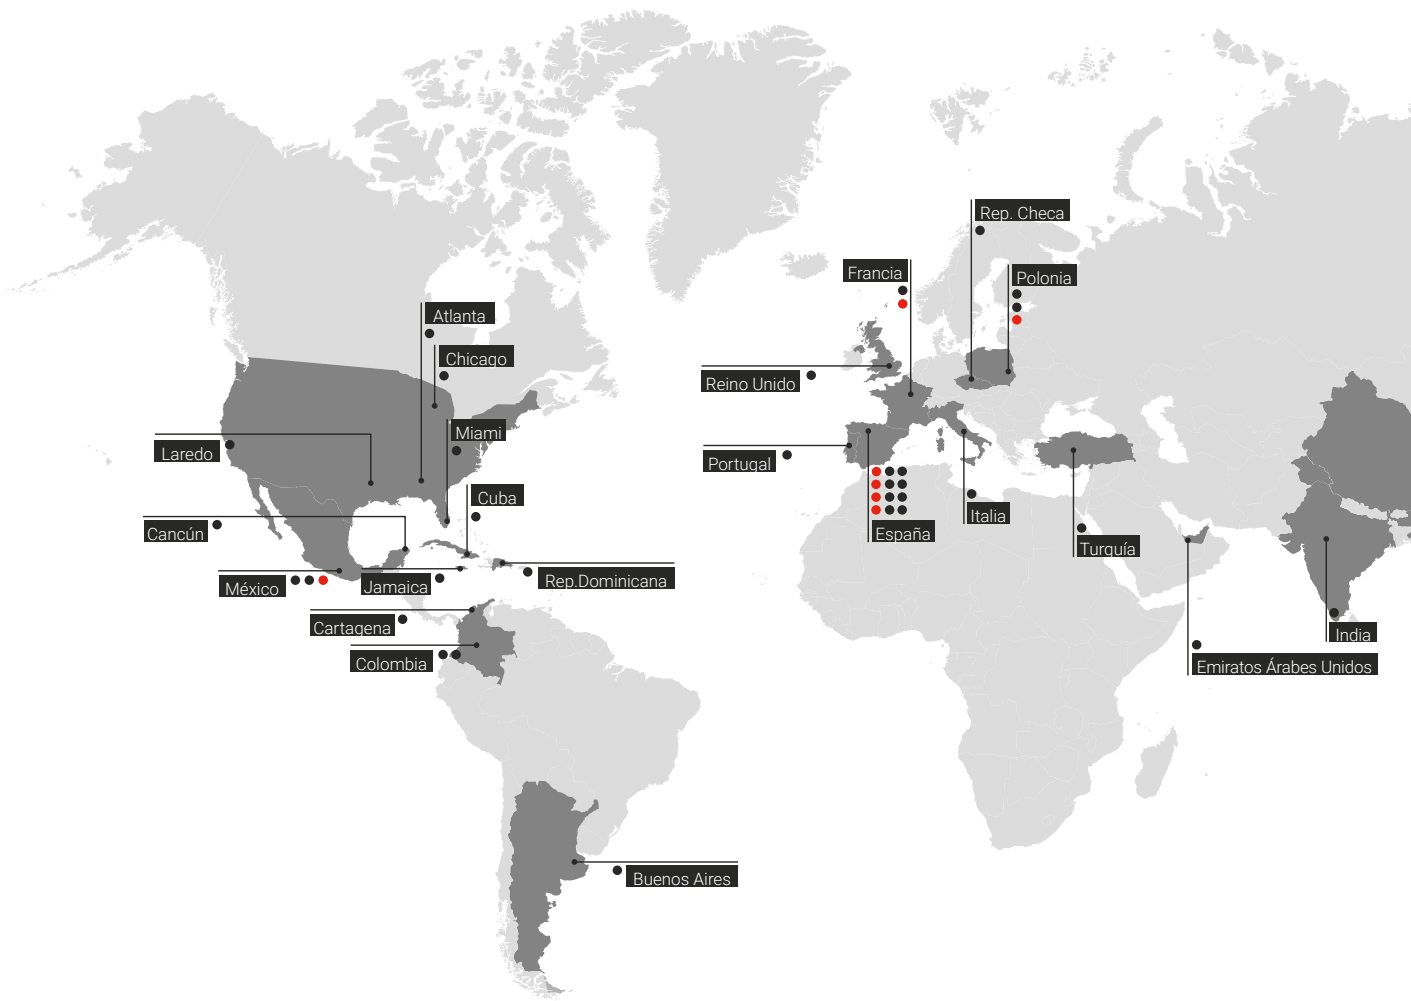 Rep. Checa
Francia
Polonia
Atlanta
Chicago
Reino Unido
Miami
Laredo
Portugal
Cuba
Italia
Cancún
España
Turquía
México
Jamaica
Rep.Dominicana
Cartagena
India
Colombia
Emiratos Árabes Unidos
Buenos Aires